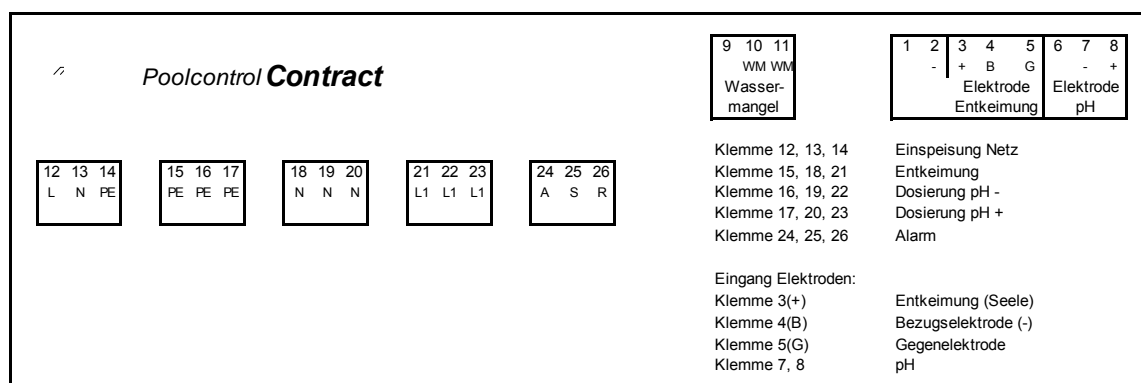 Poolcontrol Contract
9 10 11
WM WM
Wasser-
mangel
1 2 3 4 5 6 7 8
- + B G - +
Elektrode Elektrode
Entkeimung pH
12 13 14
L N PE
15 16 17
PE PE PE
18 19 20
N N N
21 22 23
L1 L1 L1
24 25 26
A S R
Klemme 12, 13, 14 Einspeisung Netz
Klemme 15, 18, 21 Entkeimung
Klemme 16, 19, 22 Dosierung pH -
Klemme 17, 20, 23 Dosierung pH +
Klemme 24, 25, 26 Alarm
Eingang Elektroden:
Klemme 3(+) Entkeimung (Seele)
Klemme 4(B) Bezugselektrode (-)
Klemme 5(G) Gegenelektrode
Klemme 7, 8 pH